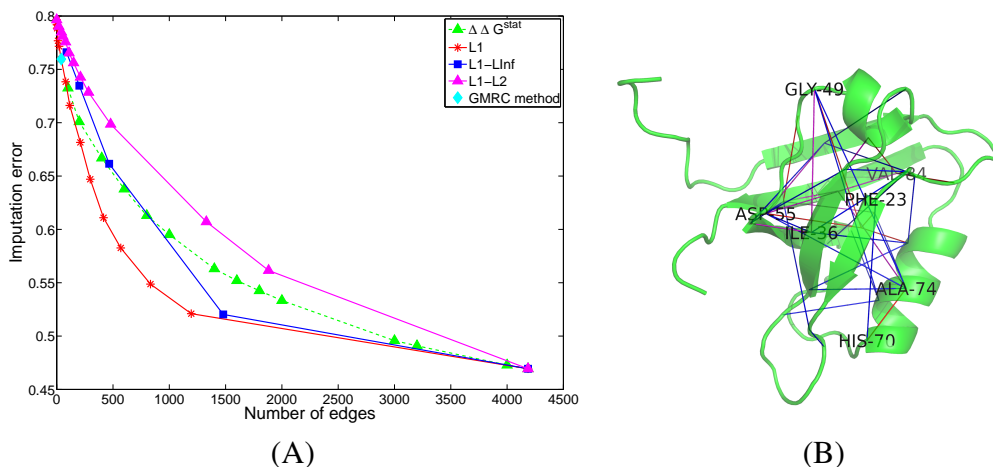 0.8
0.75
0.7
0.65
0.6
0.55
0.5
0.45
Imputation error
0 500 1000 1500 2000 2500 3000 3500 4000 4500
Number of edges
Δ Δ G^stat
L1
L1−LInf
L1−L2
GMRC method
(A)
GLY-49
VAL-34
PHE-23
ASP-55
ILE-36
ALA-74
HIS-70
(B)